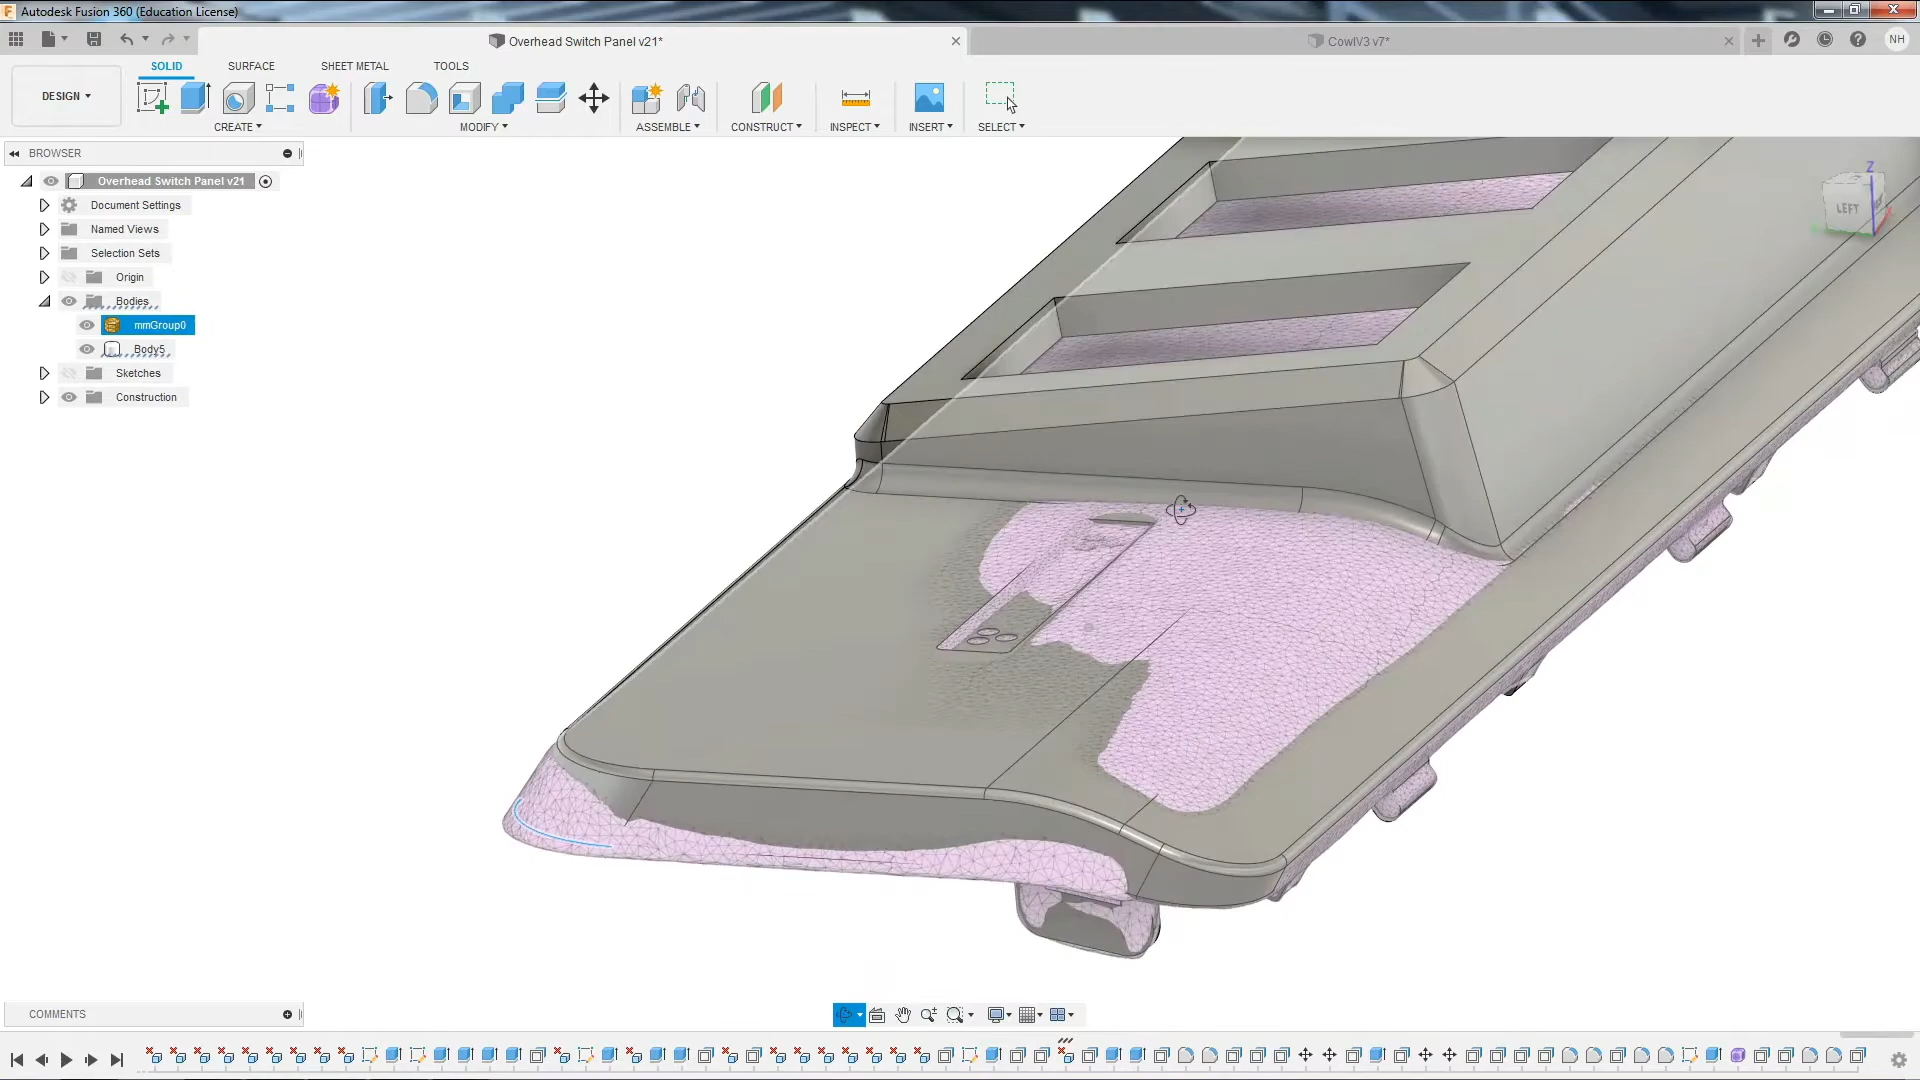 Autodesk Fusion 360 (Education License)
Overhead Switch Panel v21*
CowlV3 v7*
NH
DESIGN
SOLID
SURFACE
SHEET METAL
TOOLS
CREATE
MODIFY
ASSEMBLE
CONSTRUCT
INSPECT
INSERT
SELECT
BROWSER
Overhead Switch Panel v21
Document Settings
Named Views
Selection Sets
Origin
Bodies
mmGroup0
Body5
Sketches
Construction
Z
LEFT
COMMENTS